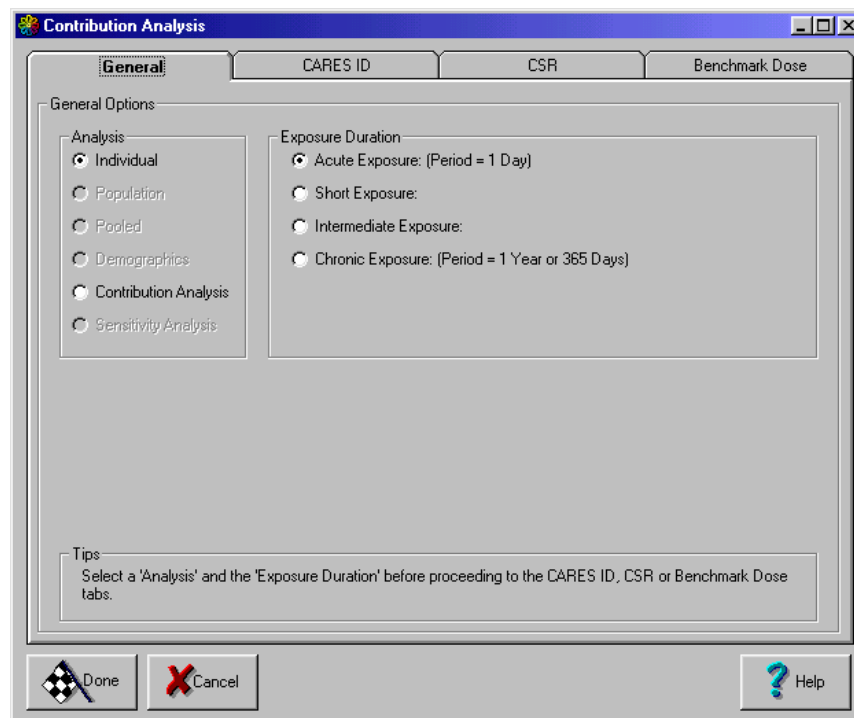 Contribution Analysis
General
CARES ID
CSR
Benchmark Dose
General Options
Analysis
Individual
Population
Pooled
Demographics
Contribution Analysis
Sensitivity Analysis
Exposure Duration
Acute Exposure: (Period = 1 Day)
Short Exposure:
Intermediate Exposure:
Chronic Exposure: (Period = 1 Year or 365 Days)
Tips
Select a 'Analysis' and the 'Exposure Duration' before proceeding to the CARES ID, CSR or Benchmark Dose
tabs.
Done
Cancel
Help